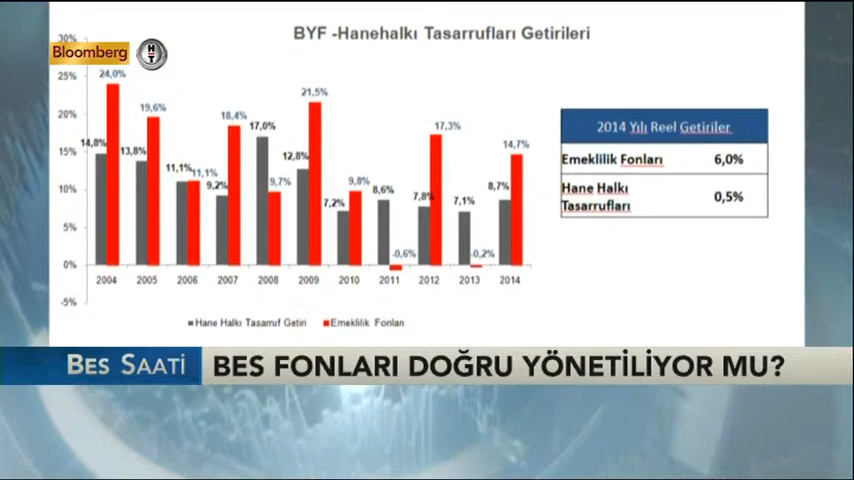 BYF -Hanehalkı Tasarrufları Getirileri
Bloomberg
HT
30%
25%
20%
15%
10%
5%
0%
-5%
14,8% 24,0%
13,8% 19,6%
11,1% 11,1%
9,2% 18,4%
17,0% 9,7%
12,8% 21,5%
7,2% 9,8%
8,6% -0,6%
7,8% 17,3%
7,1% -0,2%
8,7% 14,7%
2004 2005 2006 2007 2008 2009 2010 2011 2012 2013 2014
Hane Halkı Tasarruf Getiri Emeklilik Fonları
2014 Yılı Reel Getiriler
Emeklilik Fonları 6,0%
Hane Halkı
Tasarrufları 0,5%
BES SAATİ
BES FONLARI DOĞRU YÖNETİLİYOR MU?